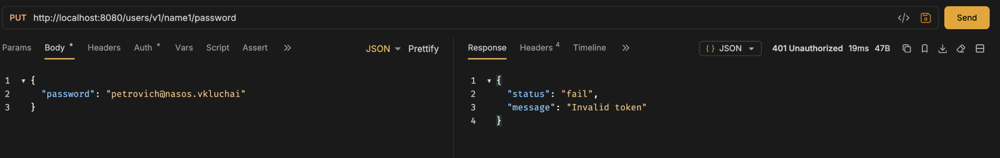 PUT http://localhost:8080/users/v1/name1/password </> Send
Params Body Headers Auth Vars Script Assert >> JSON Prettify
Response Headers 4 Timeline >> { } JSON 401 Unauthorized 19ms 47B
1 {
2 "password": "petrovich@nasos.vkluchai"
3 }
1 {
2 "status": "fail",
3 "message": "Invalid token"
4 }